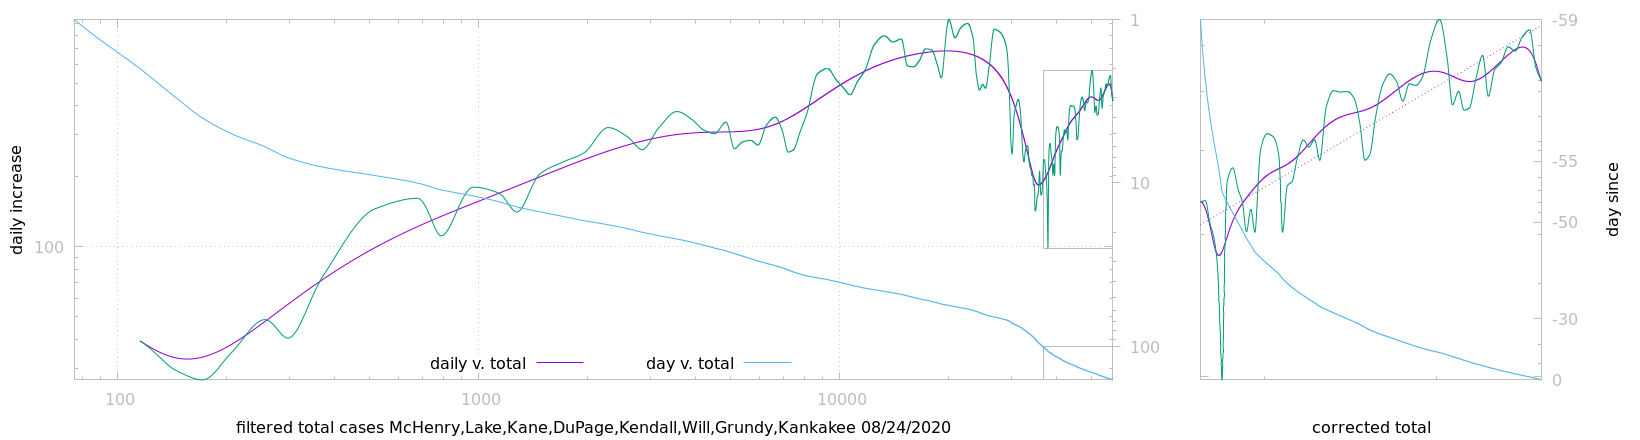 daily increase
100
daily v. total
day v. total
100
1000
10000
1
10
100
filtered total cases McHenry,Lake,Kane,DuPage,Kendall,Will,Grundy,Kankakee 08/24/2020
-59
-55
-50
-30
0
day since
corrected total